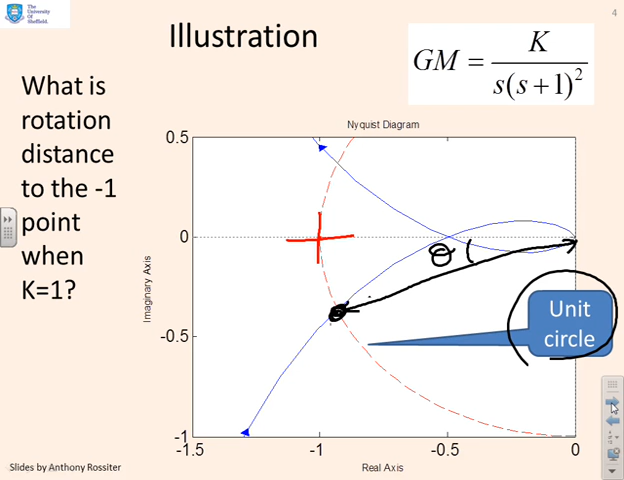 The
University
Of
Sheffield.
4
Illustration
GM = K / s(s+1)²
What is
rotation
distance
to the -1
point
when
K=1?
Nyquist Diagram
0.5
0
-0.5
-1
Imaginary Axis
-1.5
-1
-0.5
0
Real Axis
θ
Unit
circle
Slides by Anthony Rossiter